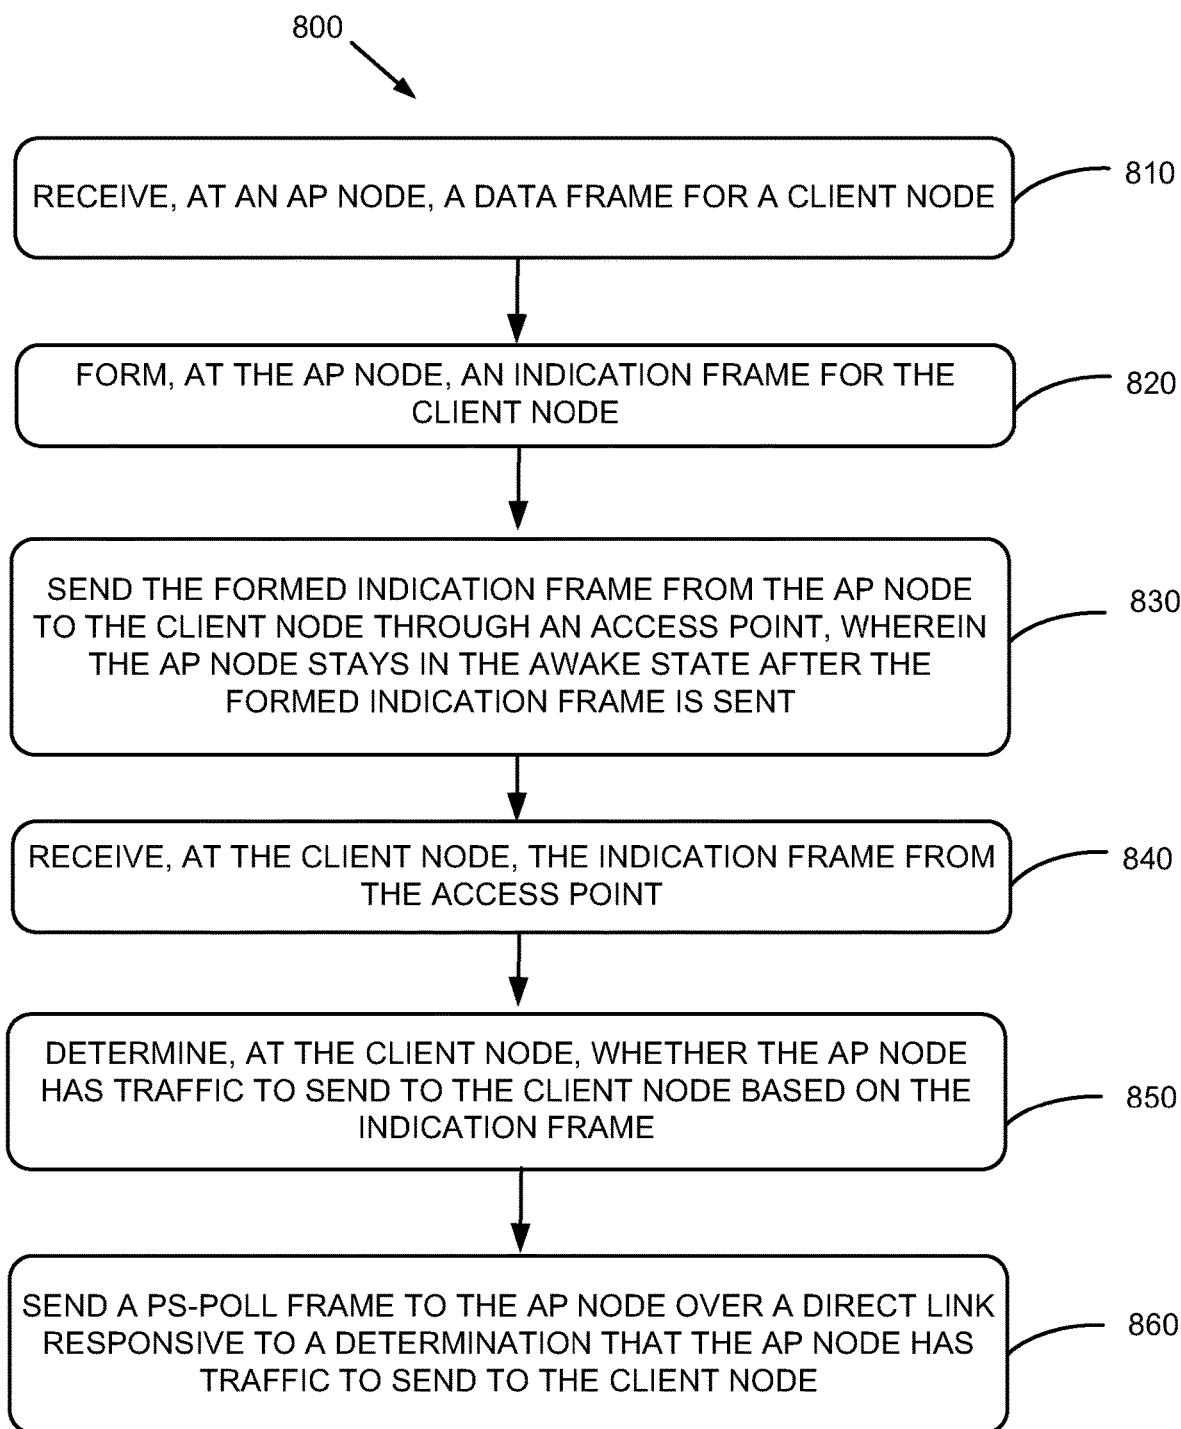 800
RECEIVE, AT AN AP NODE, A DATA FRAME FOR A CLIENT NODE
810
FORM, AT THE AP NODE, AN INDICATION FRAME FOR THE
CLIENT NODE
820
SEND THE FORMED INDICATION FRAME FROM THE AP NODE
TO THE CLIENT NODE THROUGH AN ACCESS POINT, WHEREIN
THE AP NODE STAYS IN THE AWAKE STATE AFTER THE
FORMED INDICATION FRAME IS SENT
830
RECEIVE, AT THE CLIENT NODE, THE INDICATION FRAME FROM
THE ACCESS POINT
840
DETERMINE, AT THE CLIENT NODE, WHETHER THE AP NODE
HAS TRAFFIC TO SEND TO THE CLIENT NODE BASED ON THE
INDICATION FRAME
850
SEND A PS-POLL FRAME TO THE AP NODE OVER A DIRECT LINK
RESPONSIVE TO A DETERMINATION THAT THE AP NODE HAS
TRAFFIC TO SEND TO THE CLIENT NODE
860